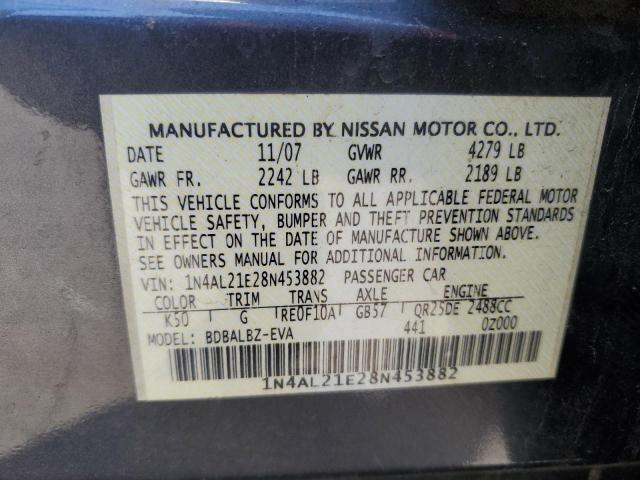 MANUFACTURED BY NISSAN MOTOR CO., LTD.
DATE 11/07 GVWR 4279 LB
GAWR FR. 2242 LB GAWR RR. 2189 LB
THIS VEHICLE CONFORMS TO ALL APPLICABLE FEDERAL MOTOR
VEHICLE SAFETY, BUMPER AND THEFT PREVENTION STANDARDS
IN EFFECT ON THE DATE OF MANUFACTURE SHOWN ABOVE.
SEE OWNERS MANUAL FOR ADDITIONAL INFORMATION.
VIN: 1N4AL21E28N453882 PASSENGER CAR
COLOR TRIM TRANS AXLE ENGINE
K50 G RE0F10A GB57 QR25DE 2488CC
MODEL: BDBALBZ-EVA 441 0Z000
1N4AL21E28N453882